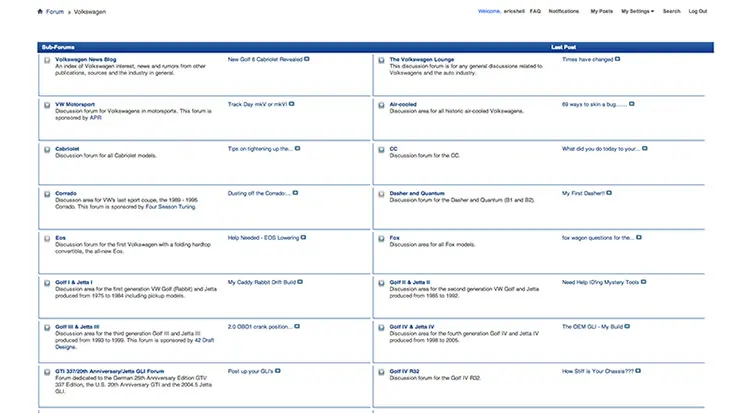 Forum » Volkswagen
Welcome, ericshell FAQ Notifications My Posts My Settings Search Log Out
Sub-Forums Last Post
Volkswagen News Blog
An index of Volkswagen interest, news and rumors from other
publications, sources and the industry in general.
New Golf 6 Cabriolet Revealed
The Volkswagen Lounge
This discussion forum is for any general discussions related to
Volkswagens and the auto industry.
Times have changed
VW Motorsport
Discussion forum for Volkswagens in motorsports. This forum is
sponsored by APR
Track Day mkV or mkVI
Air-cooled
Discussion area for all historic air-cooled Volkswagens.
69 ways to skin a bug.......
Cabriolet
Discussion forum for all Cabriolet models.
Tips on tightening up the...
CC
Discussion forum for the CC.
What did you do today to your...
Corrado
Discussion area for VW's last sport coupe, the 1989 - 1995
Corrado. This forum is sponsored by Four Season Tuning.
Dusting off the Corrado:...
Dasher and Quantum
Discussion forum for the Dasher and Quantum (B1 and B2).
My First Dasher!!
Eos
Discussion forum for the first Volkswagen with a folding hardtop
convertible, the all-new Eos.
Help Needed - EOS Lowering
Fox
Discussion area for all Fox models.
fox wagon questions for the...
Golf I & Jetta I
Discussion area for the first generation VW Golf (Rabbit) and Jetta
produced from 1975 to 1984 including pickup models.
My Caddy Rabbit Drift Build
Golf II & Jetta II
Discussion area for the second generation VW Golf and Jetta
produced from 1985 to 1992.
Need Help ID'ing Mystery Tools
Golf III & Jetta III
Discussion area for the third generation Golf III and Jetta III
produced from 1993 to 1999. This forum is sponsored by 42 Draft
Designs.
2.0 OBD1 crank position...
Golf IV & Jetta IV
Discussion area for the fourth generation Golf IV and Jetta IV
produced from 1998 to 2005.
The OEM GLI - My Build
GTI 337/20th Anniversary/Jetta GLI Forum
Forum dedicated to the German 25th Anniversary Edition GTI/
337 Edition, the U.S. 20th Anniversary GTI and the 2004.5 Jetta
GLI.
Post up your GLI's
Golf IV R32
Discussion forum for the Golf IV R32.
How Stiff is Your Chassis???